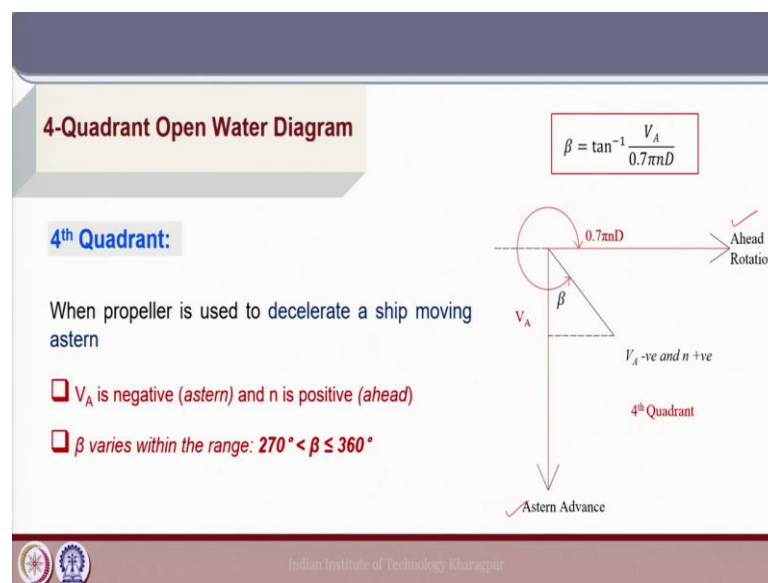 4-Quadrant Open Water Diagram
β = tan⁻¹ V_A / 0.7πnD
4th Quadrant:
0.7πnD
Ahead
Rotatio
When propeller is used to decelerate a ship moving
astern
β
V_A
V_A -ve and n +ve
V_A is negative (astern) and n is positive (ahead)
4th Quadrant
β varies within the range: 270° < β ≤ 360°
Astern Advance
Indian Institute of Technology Kharagpur